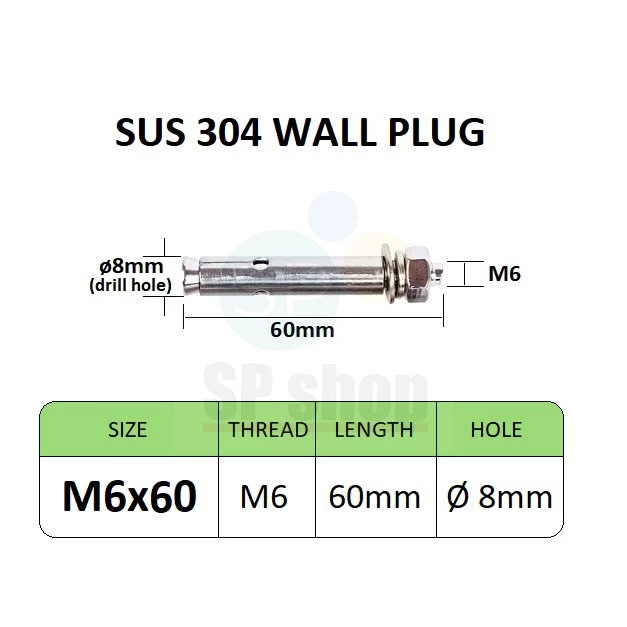 SUS 304 WALL PLUG
ø8mm
(drill hole)
M6
60mm
SP
SP shop
SIZE THREAD LENGTH HOLE
M6x60 M6 60mm Ø 8mm